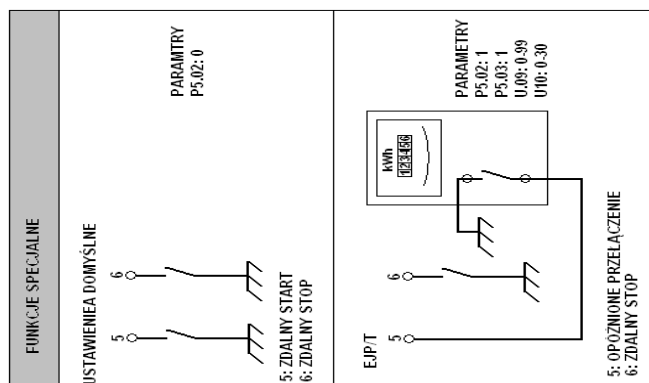 FUNKCJE SPECJALNE
USTAWIENIEA DOMYŚLNE
PARAMTRY
P5.02: 0
5
6
5: ZDALNY START
6: ZDALNY STOP
EJP/T
PARAMETRY
P5.02: 1
P5.03: 1
U.09: 0-99
U10: 0-30
kWh
123456
5
6
5: OPÓŹNIONE PRZEŁĄCZENIE
6: ZDALNY STOP